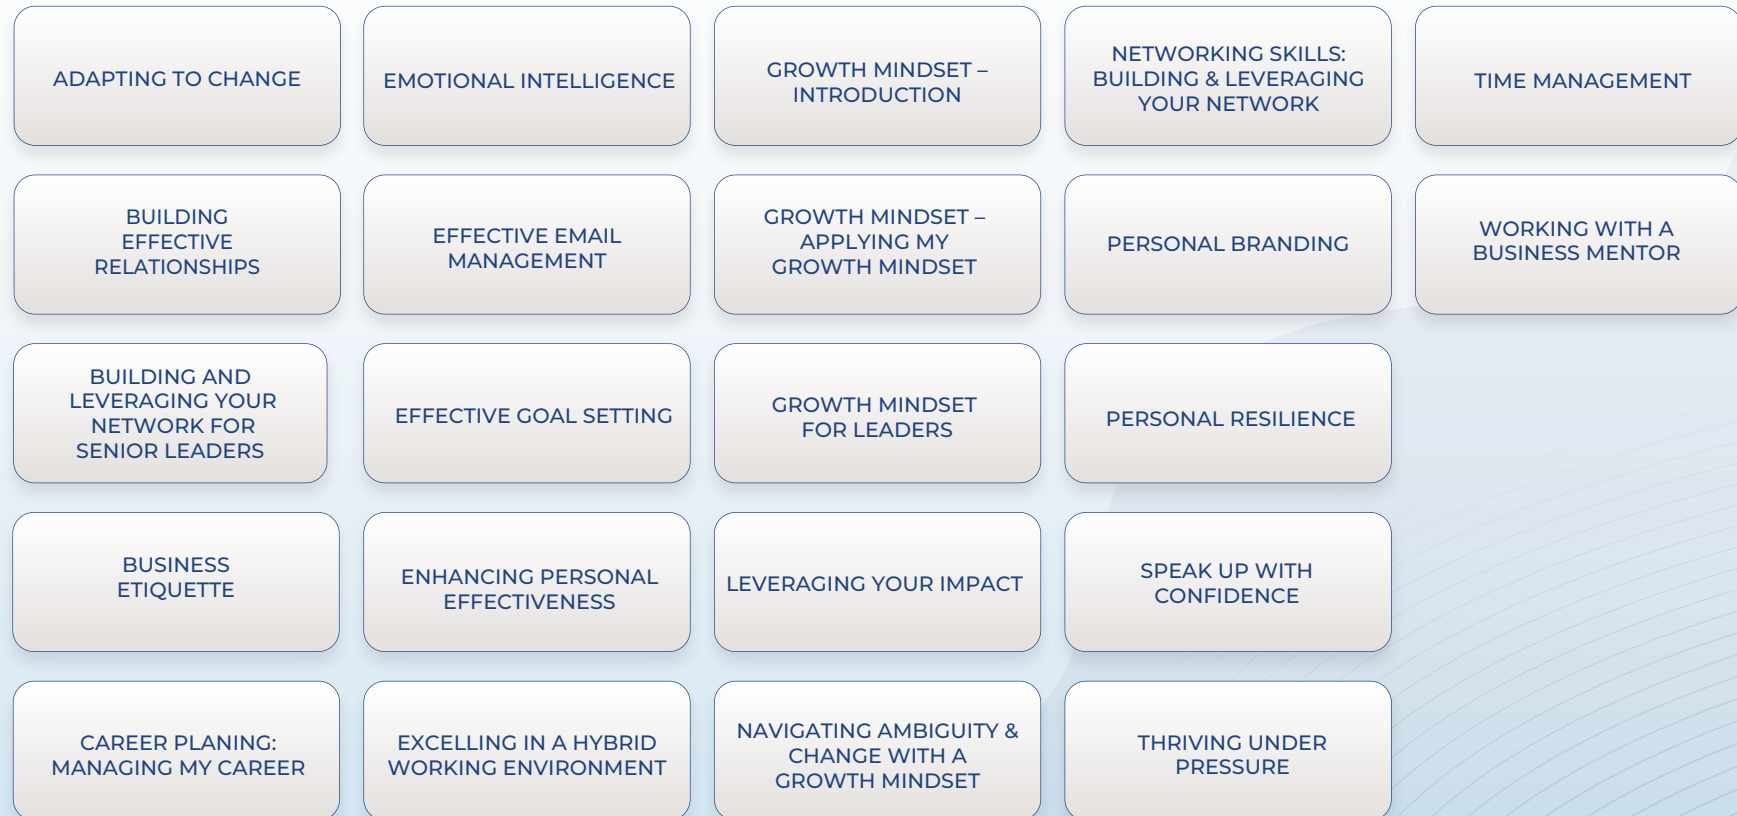 ADAPTING TO CHANGE
BUILDING
EFFECTIVE
RELATIONSHIPS
BUILDING AND
LEVERAGING YOUR
NETWORK FOR
SENIOR LEADERS
BUSINESS
ETIQUETTE
CAREER PLANING:
MANAGING MY CAREER
EMOTIONAL INTELLIGENCE
EFFECTIVE EMAIL
MANAGEMENT
EFFECTIVE GOAL SETTING
ENHANCING PERSONAL
EFFECTIVENESS
EXCELLING IN A HYBRID
WORKING ENVIRONMENT
GROWTH MINDSET –
INTRODUCTION
GROWTH MINDSET –
APPLYING MY
GROWTH MINDSET
GROWTH MINDSET
FOR LEADERS
LEVERAGING YOUR IMPACT
NAVIGATING AMBIGUITY &
CHANGE WITH A
GROWTH MINDSET
NETWORKING SKILLS:
BUILDING & LEVERAGING
YOUR NETWORK
PERSONAL BRANDING
PERSONAL RESILIENCE
SPEAK UP WITH
CONFIDENCE
THRIVING UNDER
PRESSURE
TIME MANAGEMENT
WORKING WITH A
BUSINESS MENTOR